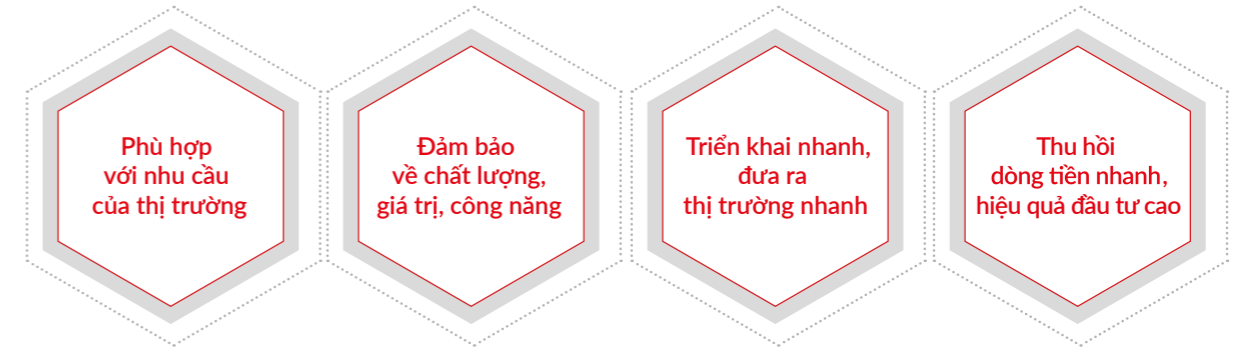 Phù hợp
với nhu cầu
của thị trường
Đảm bảo
về chất lượng,
giá trị, công năng
Triển khai nhanh,
đưa ra
thị trường nhanh
Thu hồi
dòng tiền nhanh,
hiệu quả đầu tư cao